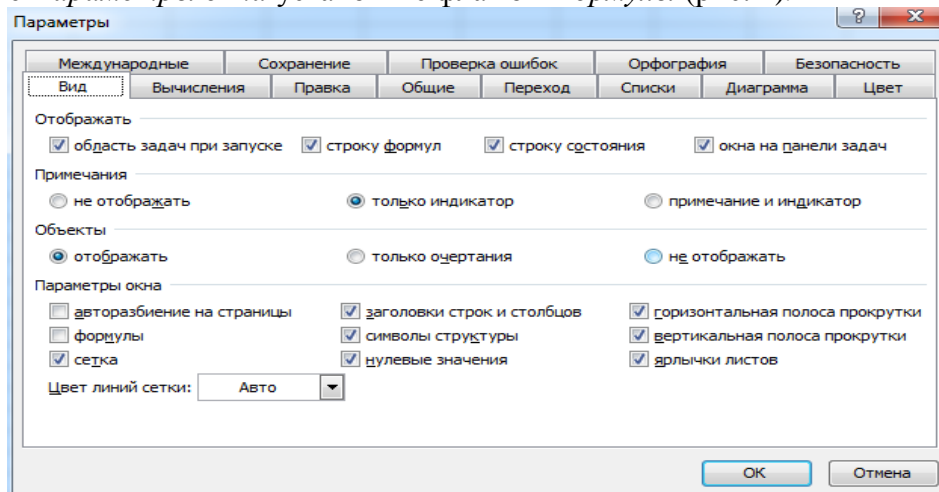 Параметры
Международные Сохранение Проверка ошибок Орфография Безопасность
Вид Вычисления Правка Общие Переход Списки Диаграмма Цвет
Отображать
область задач при запуске строку формул строку состояния окна на панели задач
Примечания
не отображать только индикатор примечание и индикатор
Объекты
отображать только очертания не отображать
Параметры окна
авторазбиение на страницы заголовки строк и столбцов горизонтальная полоса прокрутки
формулы символы структуры вертикальная полоса прокрутки
сетка нулевые значения ярлычки листов
Цвет линий сетки: Авто
ОК Отмена